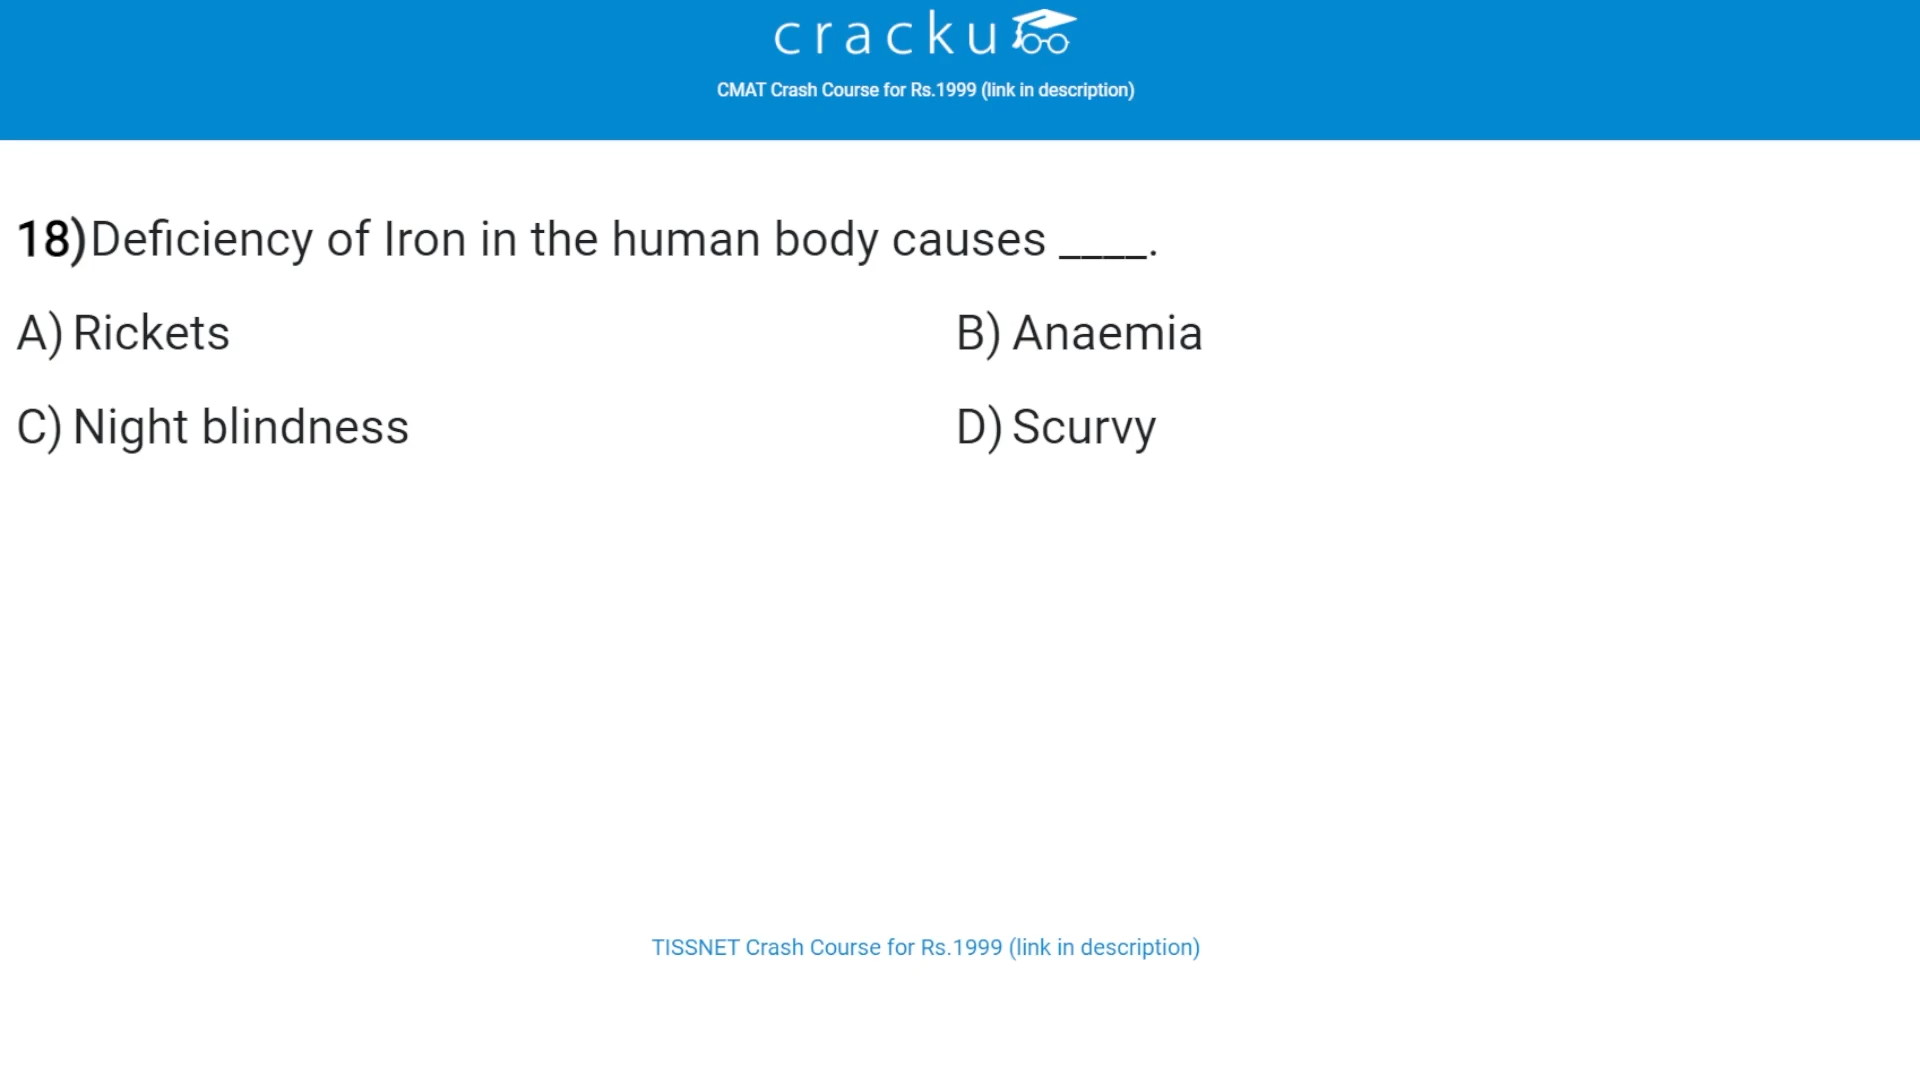 cracku
CMAT Crash Course for Rs.1999 (link in description)
18)Deficiency of Iron in the human body causes ____.
A) Rickets
B) Anaemia
C) Night blindness
D) Scurvy
TISSNET Crash Course for Rs.1999 (link in description)